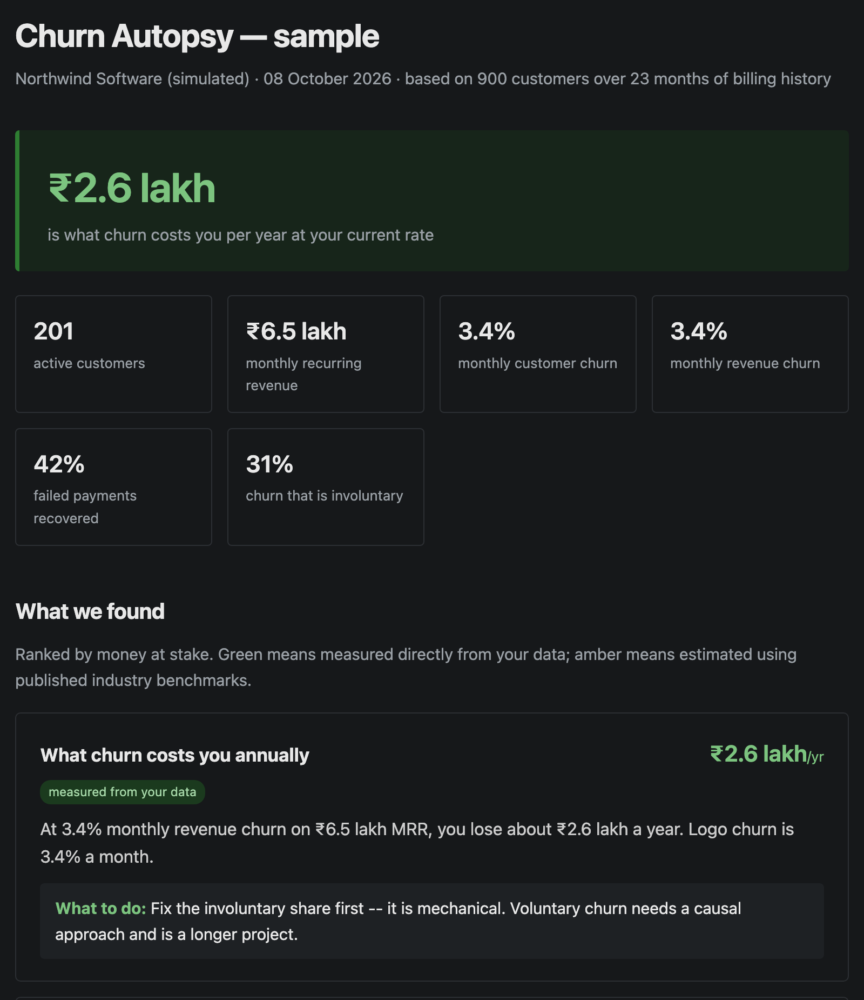 Churn Autopsy — sample
Northwind Software (simulated) · 08 October 2026 · based on 900 customers over 23 months of billing history
₹2.6 lakh
is what churn costs you per year at your current rate
201
active customers
₹6.5 lakh
monthly recurring
revenue
3.4%
monthly customer churn
3.4%
monthly revenue churn
42%
failed payments
recovered
31%
churn that is involuntary
What we found
Ranked by money at stake. Green means measured directly from your data; amber means estimated using
published industry benchmarks.
What churn costs you annually
₹2.6 lakh/yr
measured from your data
At 3.4% monthly revenue churn on ₹6.5 lakh MRR, you lose about ₹2.6 lakh a year. Logo churn is
3.4% a month.
What to do: Fix the involuntary share first -- it is mechanical. Voluntary churn needs a causal
approach and is a longer project.